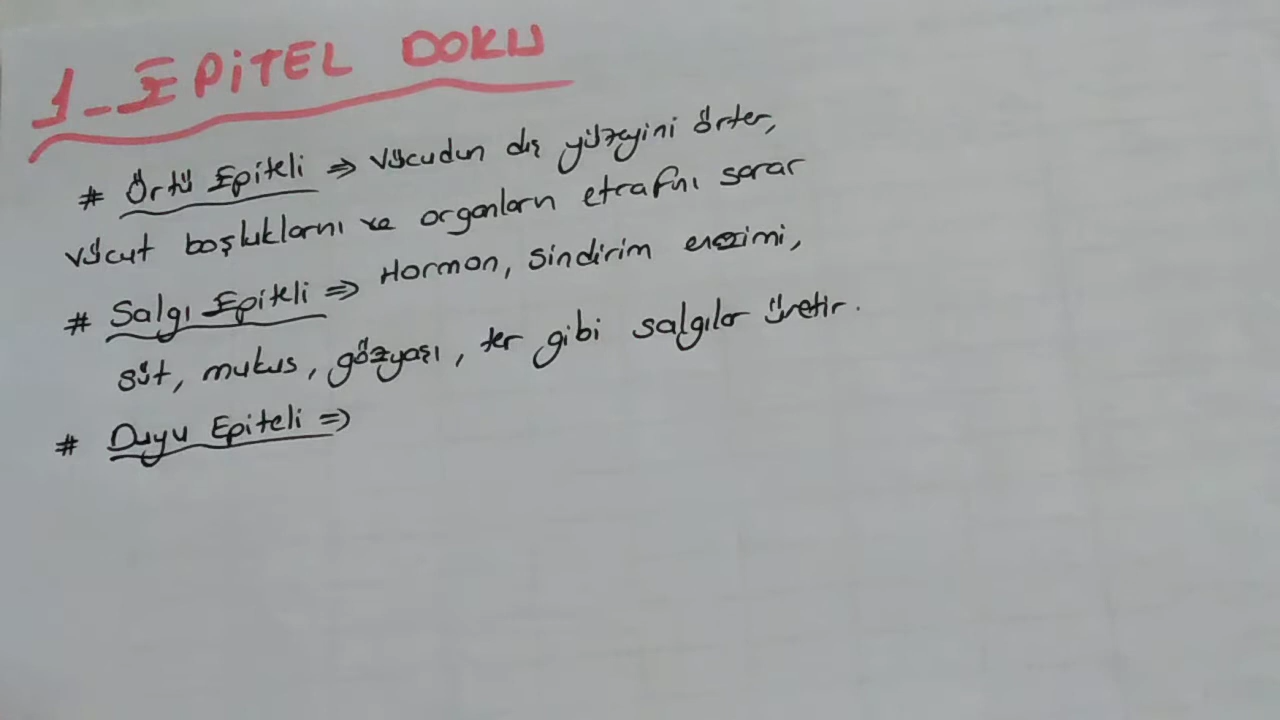 1- EPİTEL DOKU
# Örtü Epiteli => Vücudun dış yüzeyini örter,
vücut boşluklarını ve organların etrafını sarar
# Salgı Epiteli => Hormon, sindirim enzimi,
süt, mukus, gözyaşı, ter gibi salgılar üretir.
# Duyu Epiteli =>